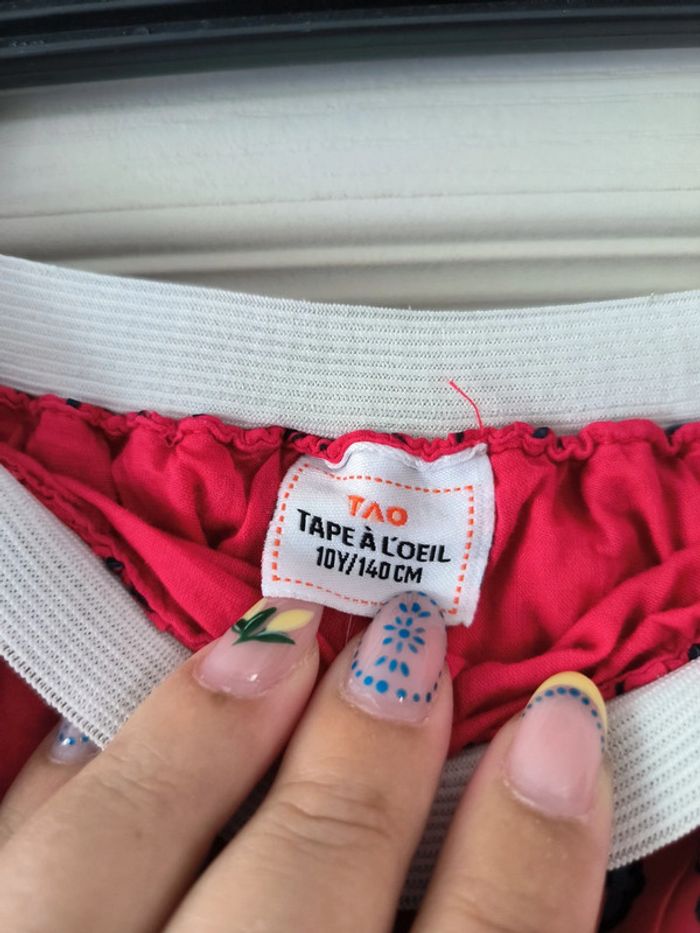 TAO
TAPE À L'OEIL
10Y/140 CM